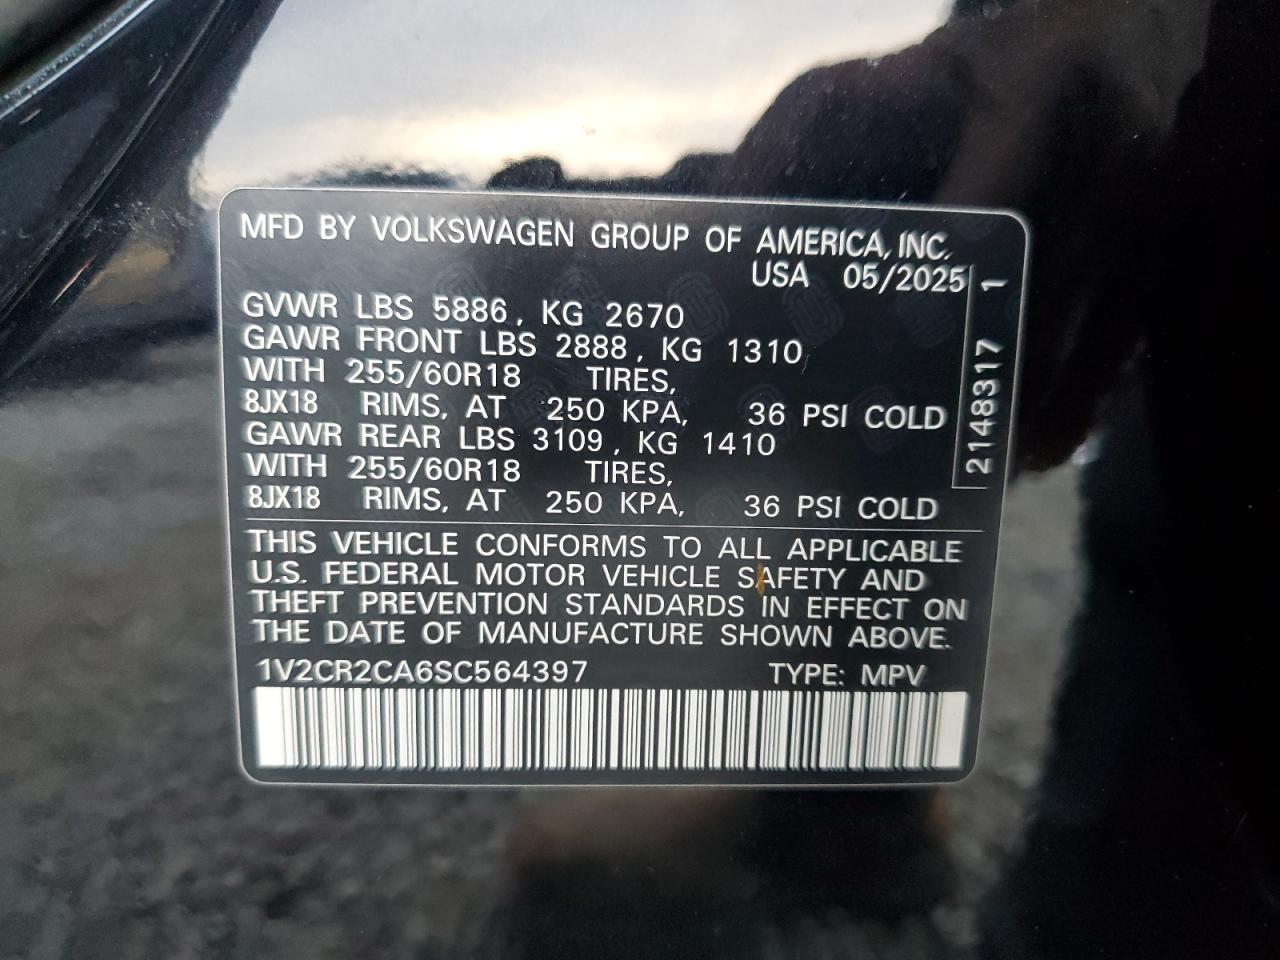 MFD BY VOLKSWAGEN GROUP OF AMERICA, INC.
USA 05/2025
GVWR LBS 5886, KG 2670
GAWR FRONT LBS 2888, KG 1310
WITH 255/60R18 TIRES,
8JX18 RIMS, AT 250 KPA, 36 PSI COLD
GAWR REAR LBS 3109, KG 1410
WITH 255/60R18 TIRES,
8JX18 RIMS, AT 250 KPA, 36 PSI COLD
2148317 1
THIS VEHICLE CONFORMS TO ALL APPLICABLE
U.S. FEDERAL MOTOR VEHICLE SAFETY AND
THEFT PREVENTION STANDARDS IN EFFECT ON
THE DATE OF MANUFACTURE SHOWN ABOVE.
1V2CR2CA6SC564397 TYPE: MPV